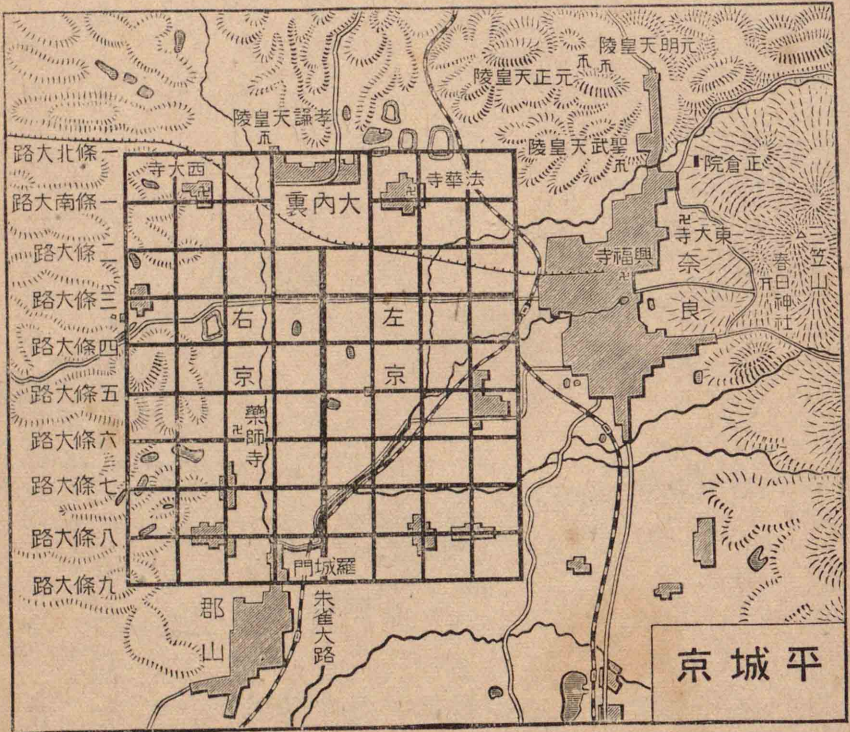 平城京
元明天皇陵
元正天皇陵
聖武天皇陵
孝謙天皇陵
正倉院
東大寺
興福寺
奈良
三笠山
春日神社
法華寺
西大寺
大内裏
左京
右京
藥師寺
羅城門
朱雀大路
郡山
一條北大路
一條南大路
二條大路
三條大路
四條大路
五條大路
六條大路
七條大路
八條大路
九條大路